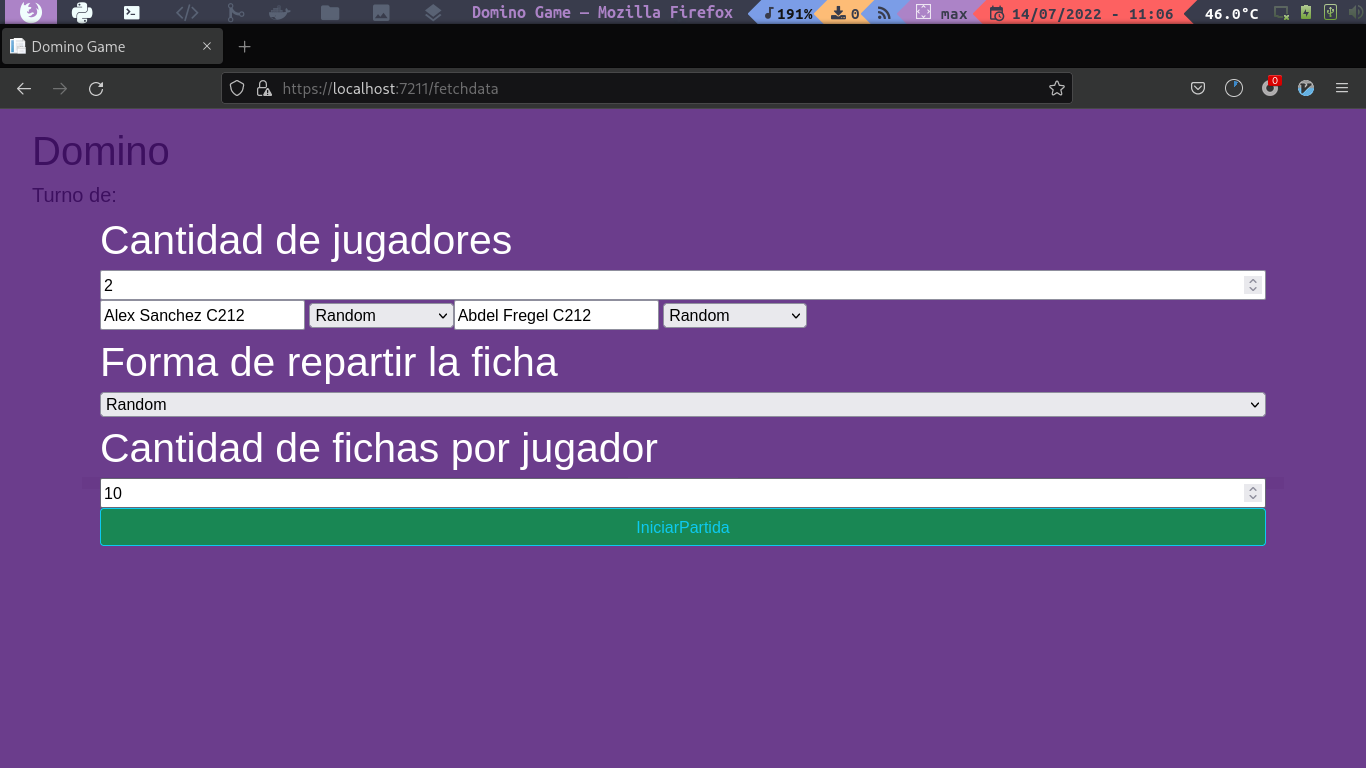 Domino Game — Mozilla Firefox 191% 0 max 14/07/2022 - 11:06 46.0°C
Domino Game
https://localhost:7211/fetchdata 0
Domino
Turno de:
Cantidad de jugadores
2
Alex Sanchez C212 Random Abdel Fregel C212 Random
Forma de repartir la ficha
Random
Cantidad de fichas por jugador
10
IniciarPartida